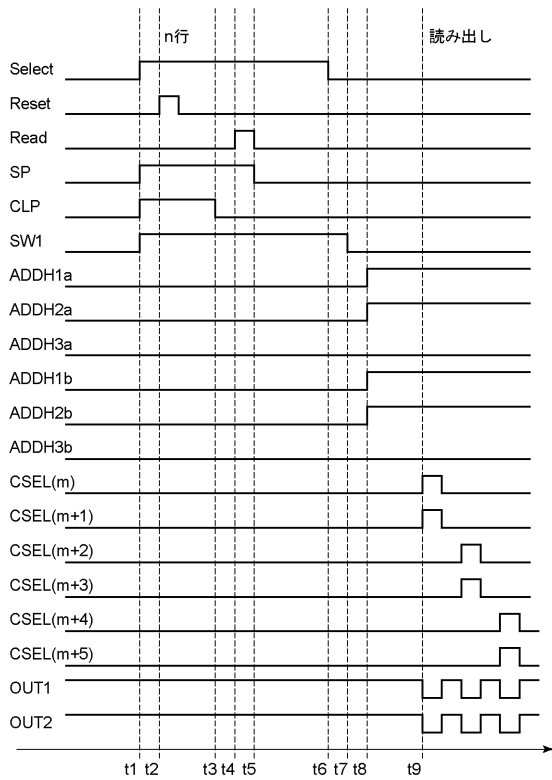 n行
読み出し
Select
Reset
Read
SP
CLP
SW1
ADDH1a
ADDH2a
ADDH3a
ADDH1b
ADDH2b
ADDH3b
CSEL(m)
CSEL(m+1)
CSEL(m+2)
CSEL(m+3)
CSEL(m+4)
CSEL(m+5)
OUT1
OUT2
t1 t2 t3 t4 t5 t6 t7 t8 t9